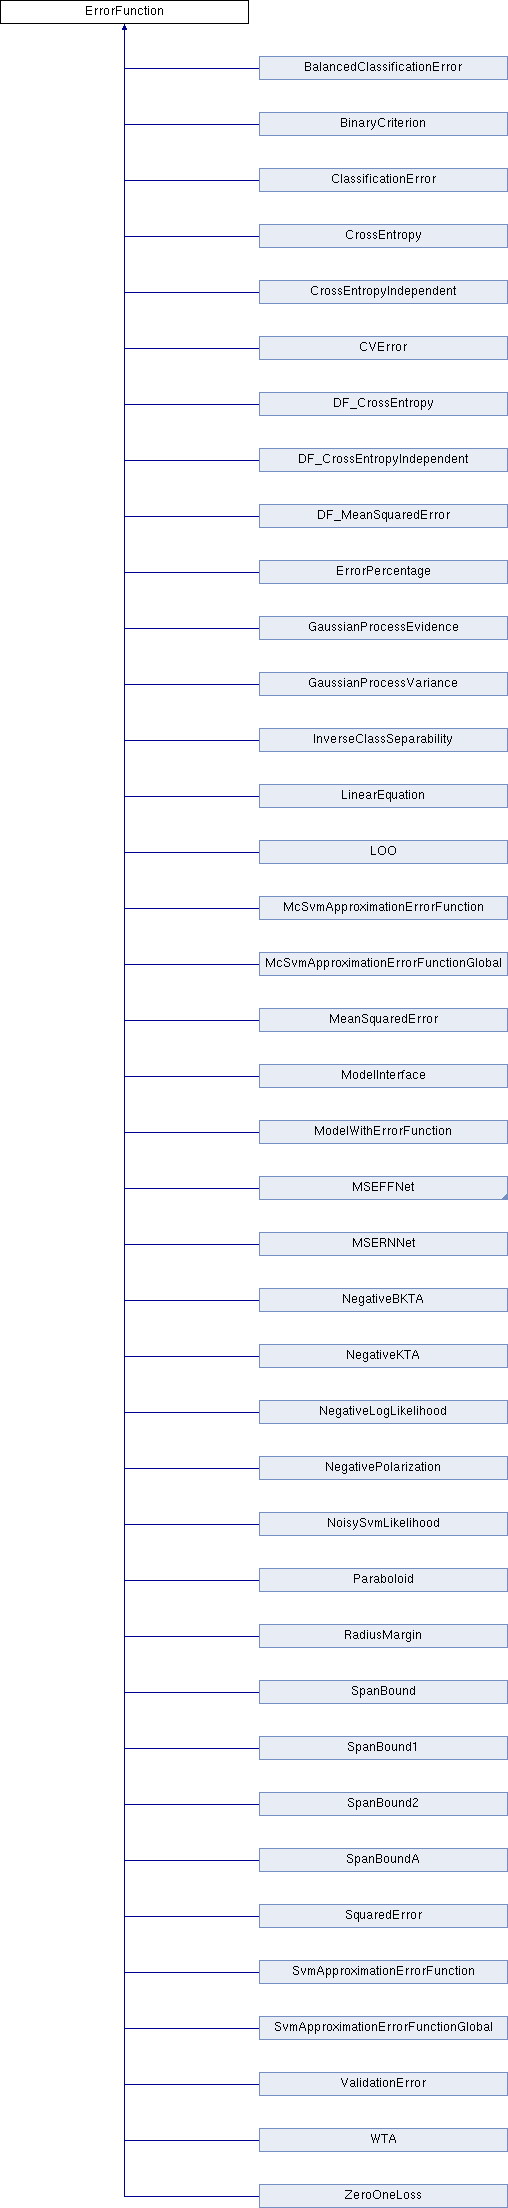 ErrorFunction
BalancedClassificationError
BinaryCriterion
ClassificationError
CrossEntropy
CrossEntropyIndependent
CVError
DF_CrossEntropy
DF_CrossEntropyIndependent
DF_MeanSquaredError
ErrorPercentage
GaussianProcessEvidence
GaussianProcessVariance
InverseClassSeparability
LinearEquation
LOO
McSvmApproximationErrorFunction
McSvmApproximationErrorFunctionGlobal
MeanSquaredError
ModelInterface
ModelWithErrorFunction
MSEFFNet
MSERNNet
NegativeBKTA
NegativeKTA
NegativeLogLikelihood
NegativePolarization
NoisySvmLikelihood
Paraboloid
RadiusMargin
SpanBound
SpanBound1
SpanBound2
SpanBoundA
SquaredError
SvmApproximationErrorFunction
SvmApproximationErrorFunctionGlobal
ValidationError
WTA
ZeroOneLoss